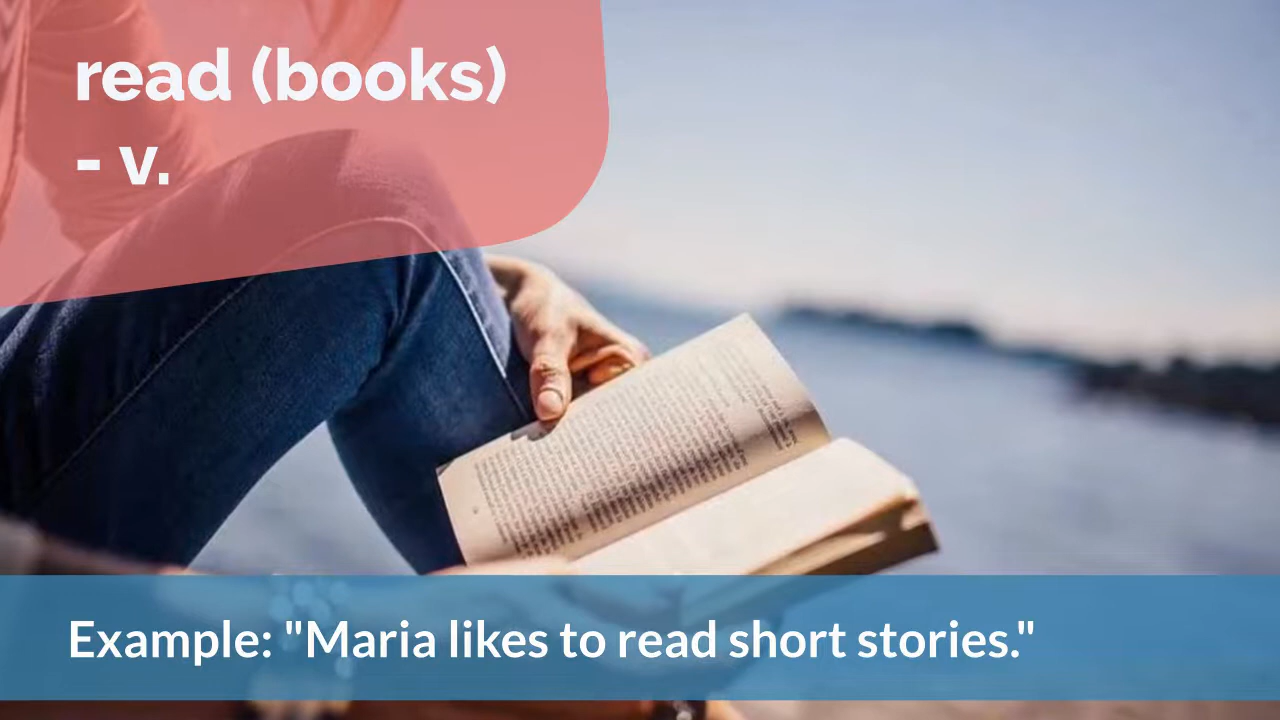 read (books)
- v.
Example: "Maria likes to read short stories."